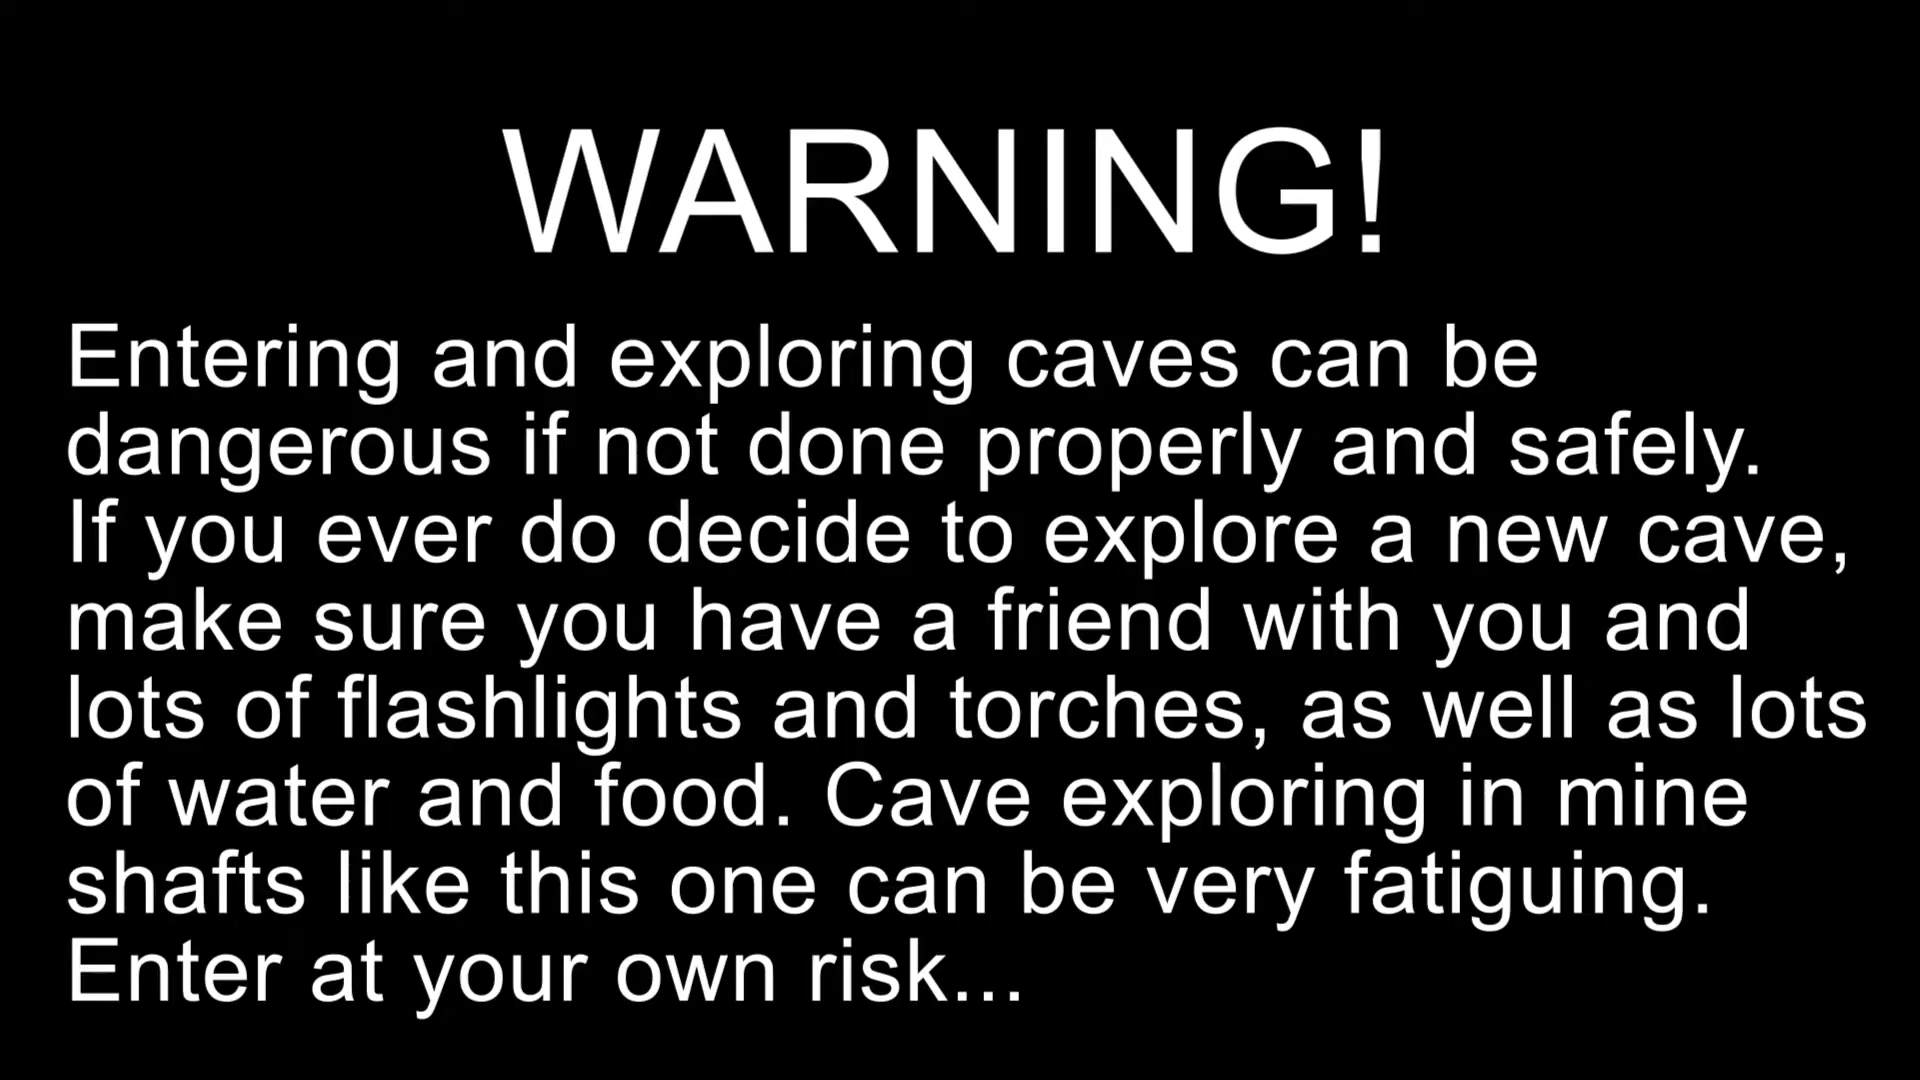 WARNING!
Entering and exploring caves can be
dangerous if not done properly and safely.
If you ever do decide to explore a new cave,
make sure you have a friend with you and
lots of flashlights and torches, as well as lots
of water and food. Cave exploring in mine
shafts like this one can be very fatiguing.
Enter at your own risk...